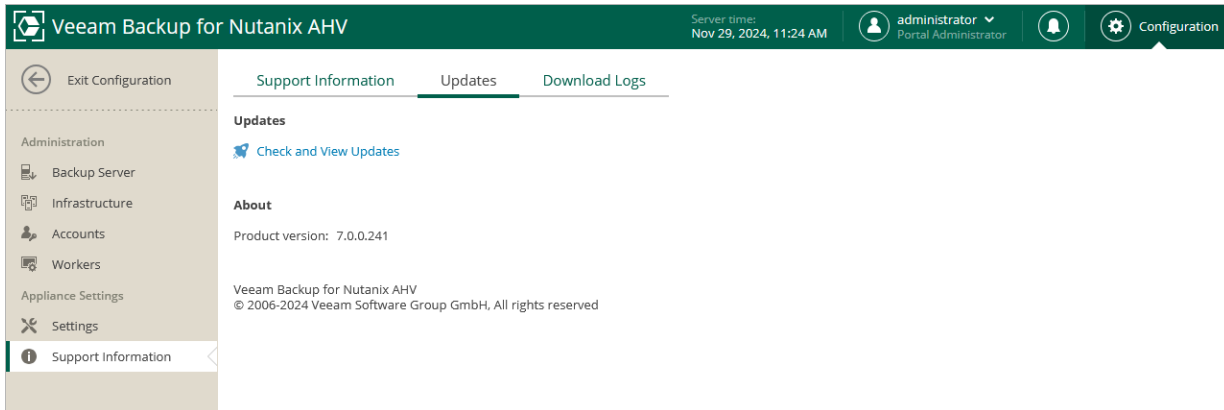 Veeam Backup for Nutanix AHV
Server time:
Nov 29, 2024, 11:24 AM
administrator
Portal Administrator
Configuration
Exit Configuration
Support Information
Updates
Download Logs
Administration
Backup Server
Infrastructure
Accounts
Workers
Appliance Settings
Settings
Support Information
Updates
Check and View Updates
About
Product version: 7.0.0.241
Veeam Backup for Nutanix AHV
© 2006-2024 Veeam Software Group GmbH, All rights reserved